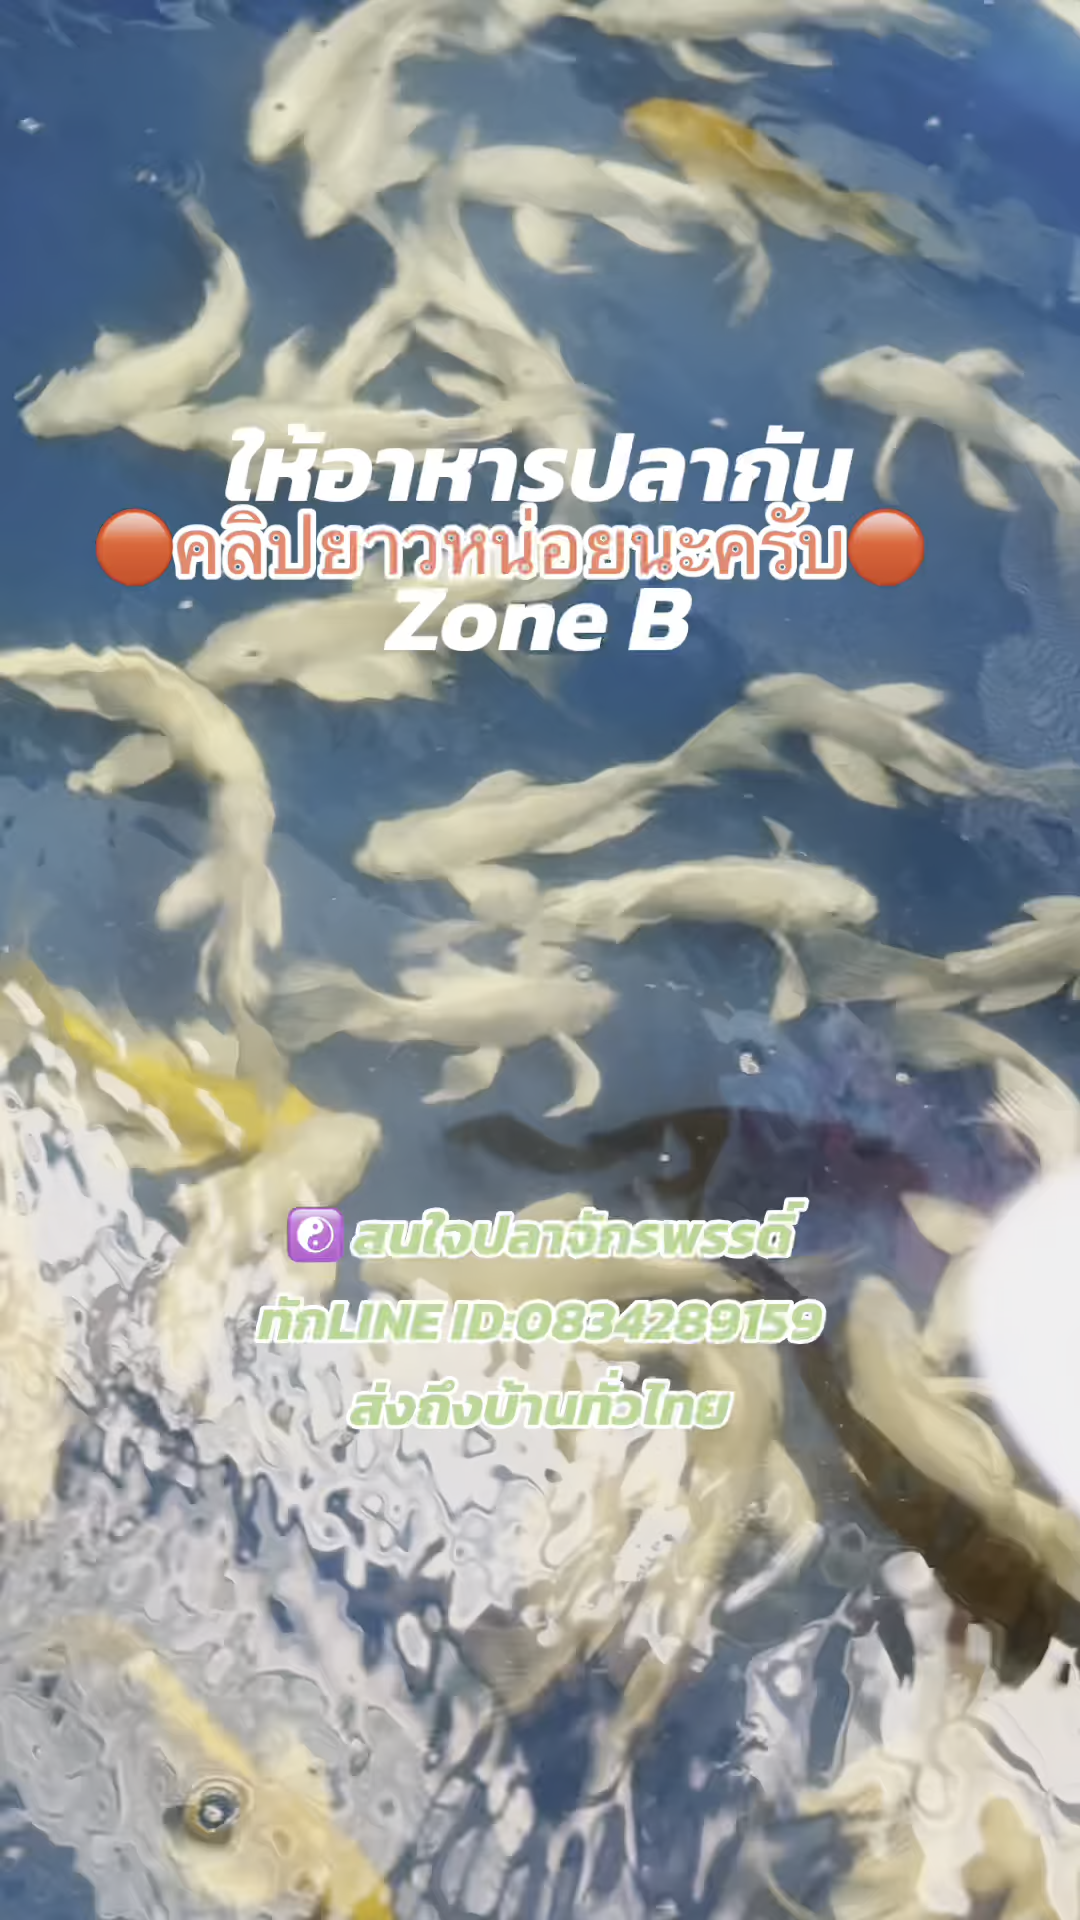 ให้อาหารปลากัน
🔴คลิปยาวหน่อยนะครับ🔴
Zone B
☯️ สนใจปลาจักรพรรดิ์
ทักLINE ID:0834289159
ส่งถึงบ้านทั่วไทย